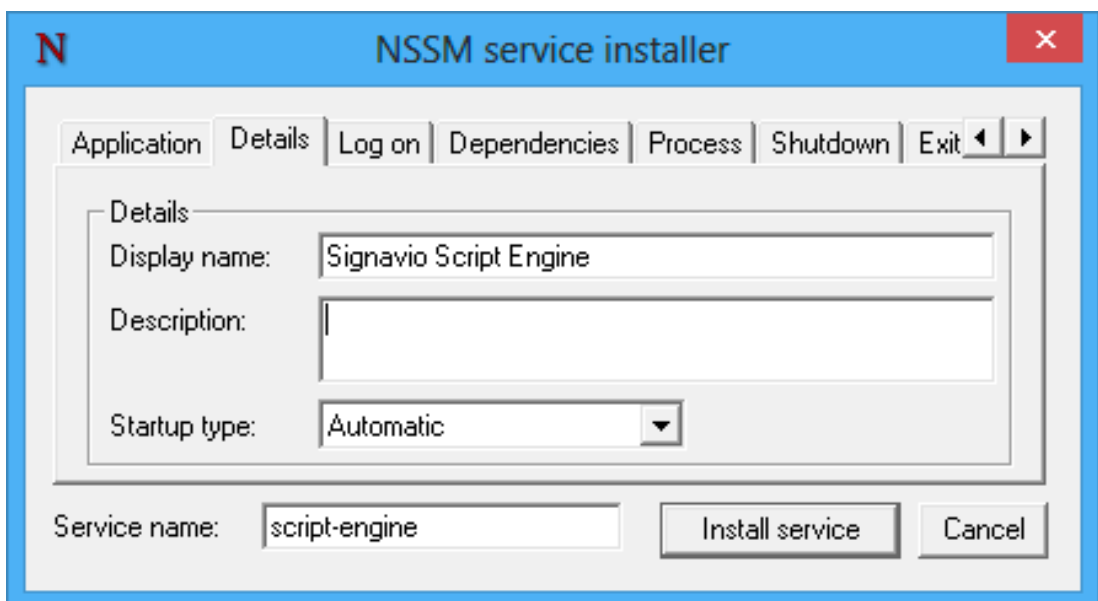 N NSSM service installer ×
Application Details Log on Dependencies Process Shutdown Exit
Details
Display name: Signavio Script Engine
Description:
Startup type: Automatic
Service name: script-engine Install service Cancel